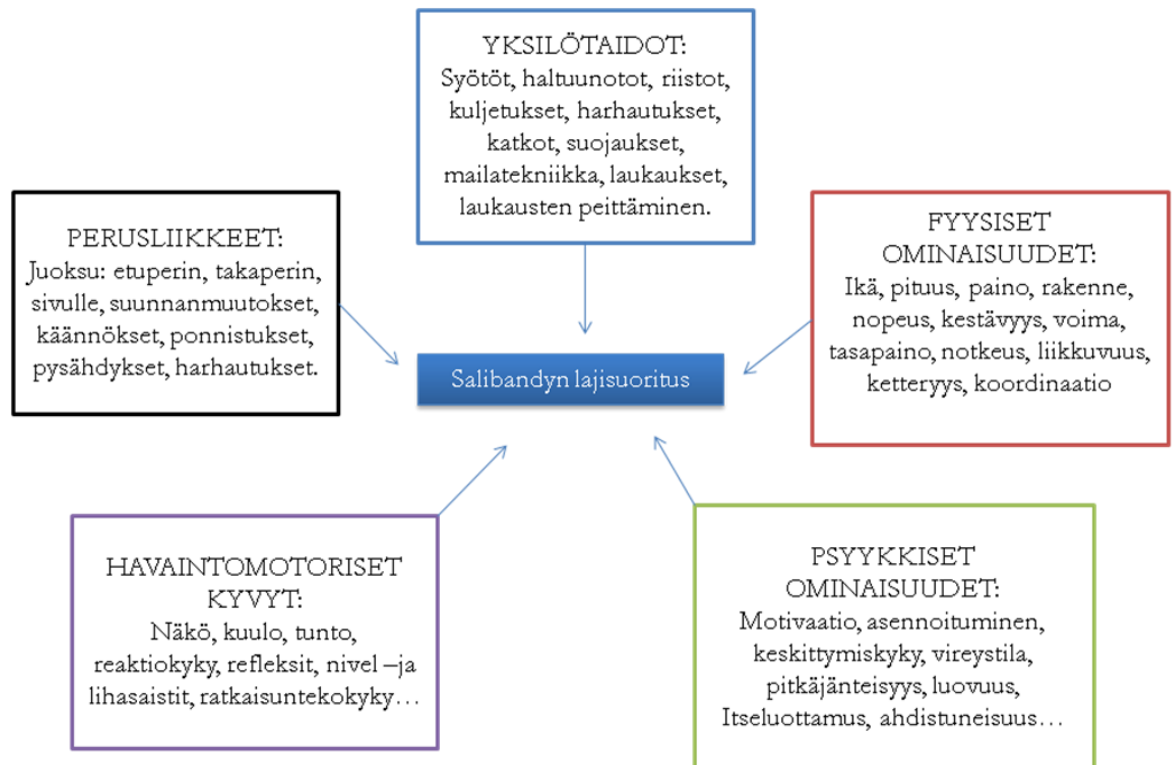 YKSILÖTAIDOT:
Syötöt, haltuunotot, riistot,
kuljetukset, harhautukset,
katkot, suojaukset,
mailatekniikka, laukaukset,
laukausten peittäminen.
PERUSLIIKKEET:
Juoksu: etuperin, takaperin,
sivulle, suunnanmuutokset,
käännökset, ponnistukset,
pysähdykset, harhautukset.
FYYSISET
OMINAISUUDET:
Ikä, pituus, paino, rakenne,
nopeus, kestävyys, voima,
tasapaino, notkeus, liikkuvuus,
ketteryys, koordinaatio
Salibandyn lajisuoritus
HAVAINTOMOTORISET
KYVYT:
Näkö, kuulo, tunto,
reaktiokyky, refleksit, nivel –ja
lihasaistit, ratkaisuntekokyky…
PSYYKKISET
OMINAISUUDET:
Motivaatio, asennoituminen,
keskittymiskyky, vireystila,
pitkäjänteisyys, luovuus,
Itseluottamus, ahdistuneisuus…